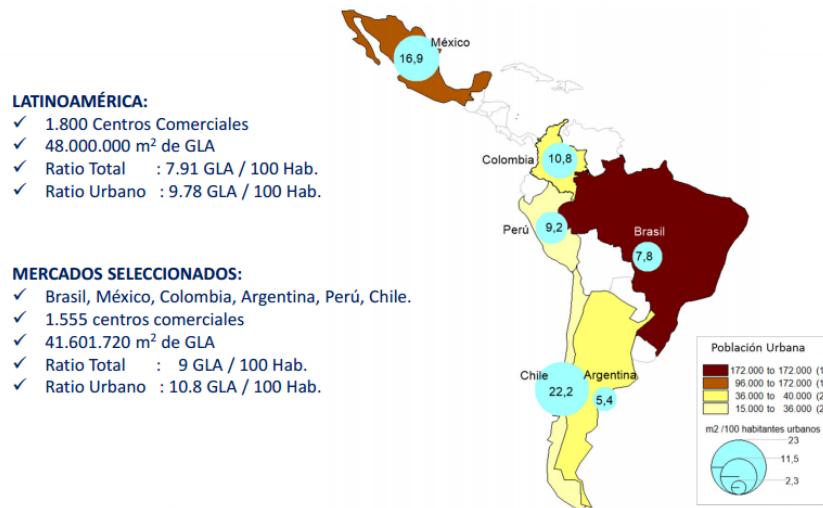 LATINOAMÉRICA:
✓ 1.800 Centros Comerciales
✓ 48.000.000 m² de GLA
✓ Ratio Total : 7.91 GLA / 100 Hab.
✓ Ratio Urbano : 9.78 GLA / 100 Hab.
MERCADOS SELECCIONADOS:
✓ Brasil, México, Colombia, Argentina, Perú, Chile.
✓ 1.555 centros comerciales
✓ 41.601.720 m² de GLA
✓ Ratio Total : 9 GLA / 100 Hab.
✓ Ratio Urbano : 10.8 GLA / 100 Hab.
México
16,9
Colombia
10,8
Perú
9,2
Brasil
7,8
Chile
22,2
Argentina
5,4
Población Urbana
172.000 to 172.000 (1
96.000 to 172.000 (1
36.000 to 40.000 (2
15.000 to 36.000 (2
m2 /100 habitantes urbanos
23
11,5
2,3